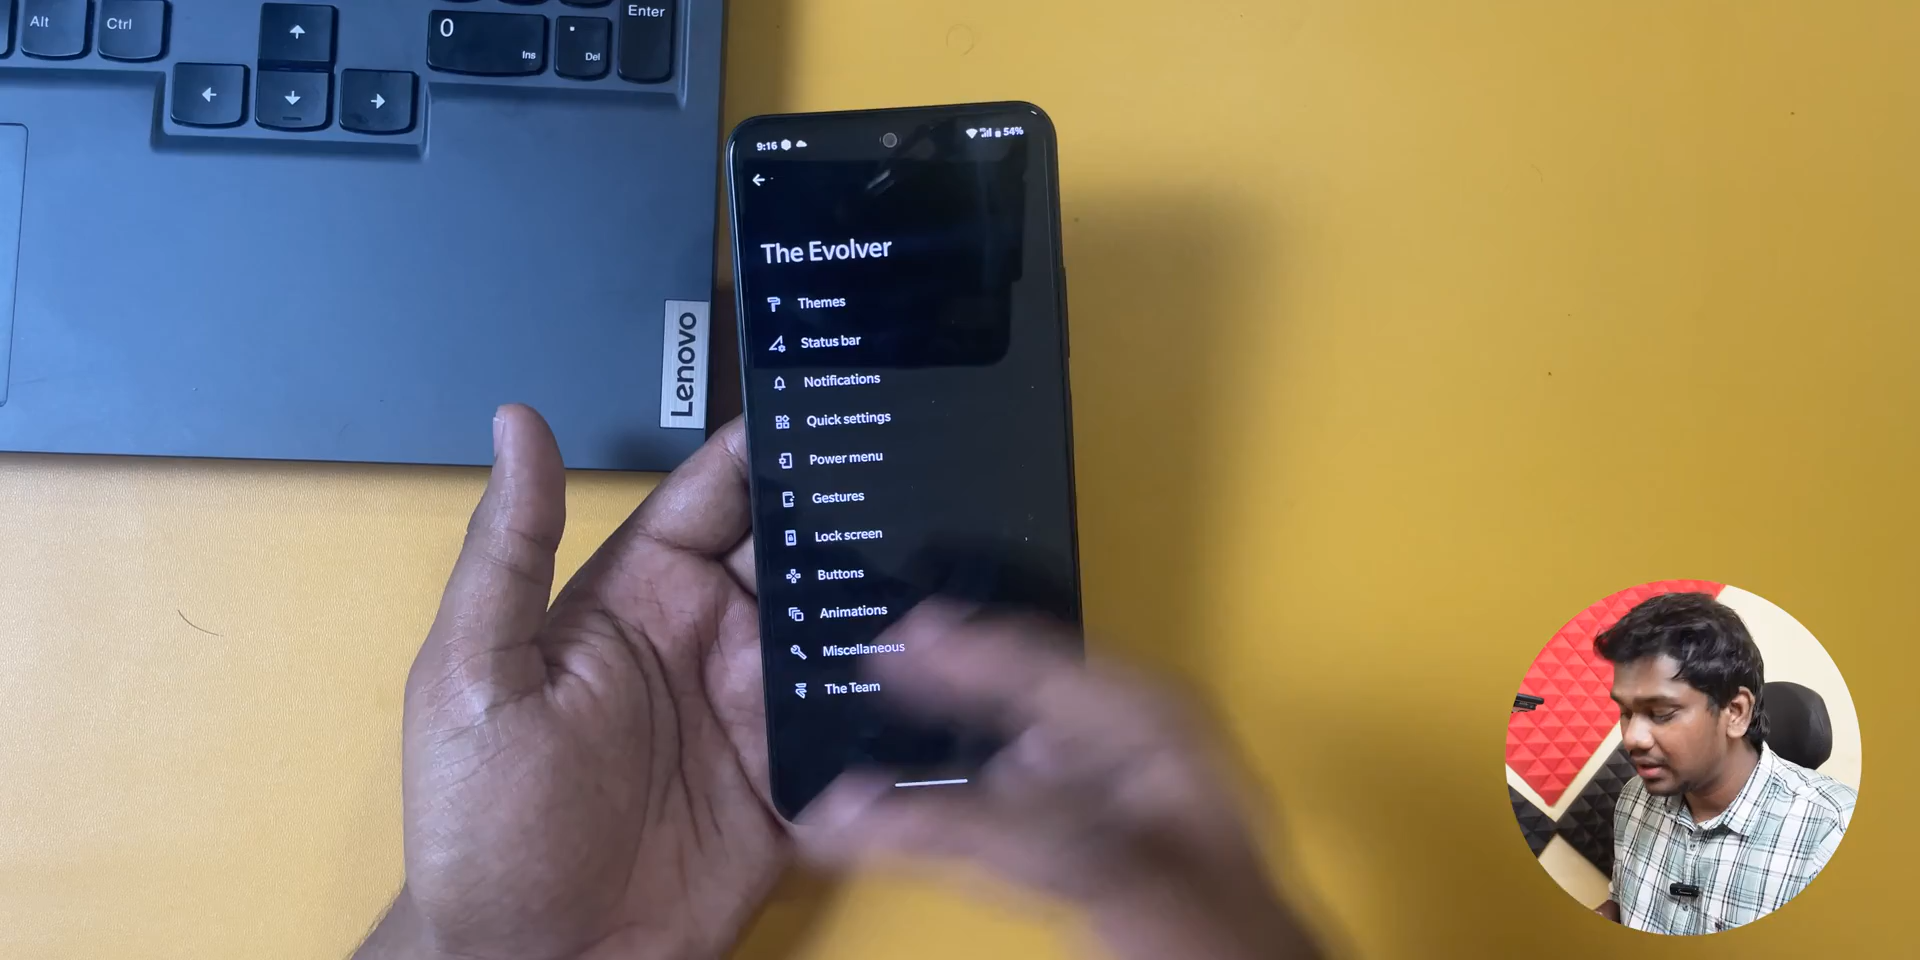 Alt
Ctrl
0
Ins
.
Del
Enter
Lenovo
9:16
54%
The Evolver
Themes
Status bar
Notifications
Quick settings
Power menu
Gestures
Lock screen
Buttons
Animations
Miscellaneous
The Team